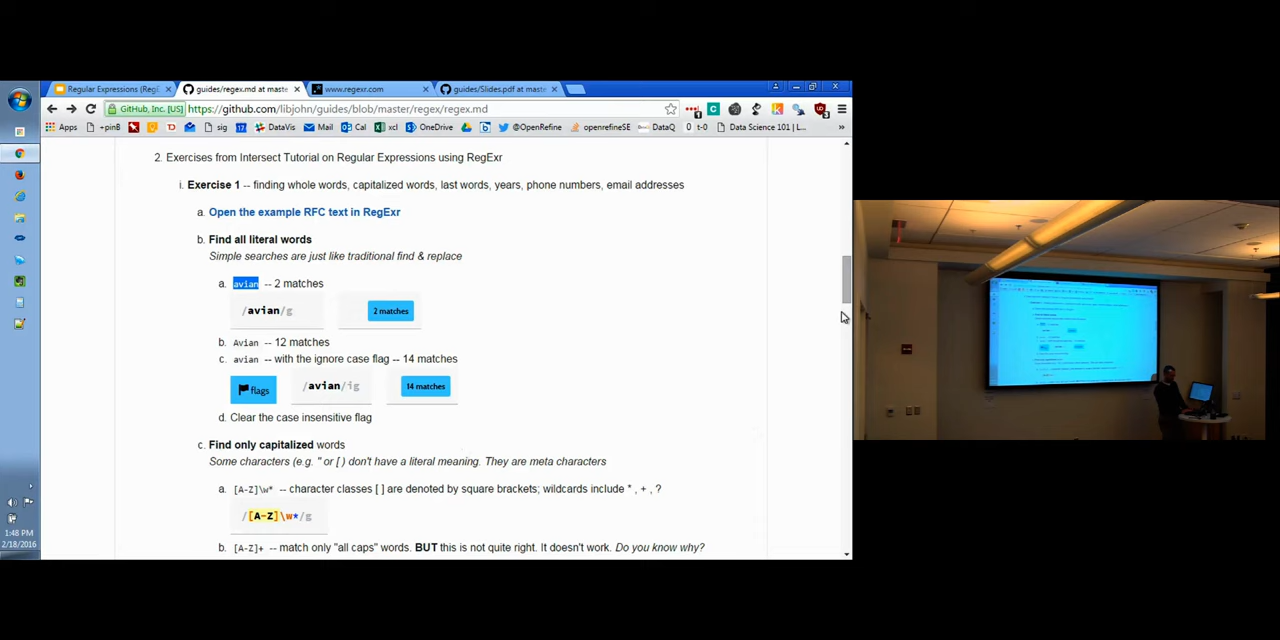 Regular Expressions (Reg
guides/regex.md at maste
www.regexr.com
guides/Slides.pdf at mast
GitHub, Inc. [US]
https://github.com/libjohn/guides/blob/master/regex/regex.md
Apps
+pinB
sig
DataVis
Mail
Cal
xcl
OneDrive
@OpenRefine
openrefineSE
DataQ
t-0
Data Science 101 | L...
2. Exercises from Intersect Tutorial on Regular Expressions using RegExr
i. Exercise 1 -- finding whole words, capitalized words, last words, years, phone numbers, email addresses
a. Open the example RFC text in RegExr
b. Find all literal words
Simple searches are just like traditional find & replace
a. avian -- 2 matches
/avian/g
2 matches
b. Avian -- 12 matches
c. avian -- with the ignore case flag -- 14 matches
flags
/avian/ig
14 matches
d. Clear the case insensitive flag
c. Find only capitalized words
Some characters (e.g. " or [ ) don't have a literal meaning. They are meta characters
a. [A-Z]\w* -- character classes [ ] are denoted by square brackets; wildcards include * , + , ?
/[A-Z]\w*/g
b. [A-Z]+ -- match only "all caps" words. BUT this is not quite right. It doesn't work. Do you know why?
1:48 PM
2/18/2016